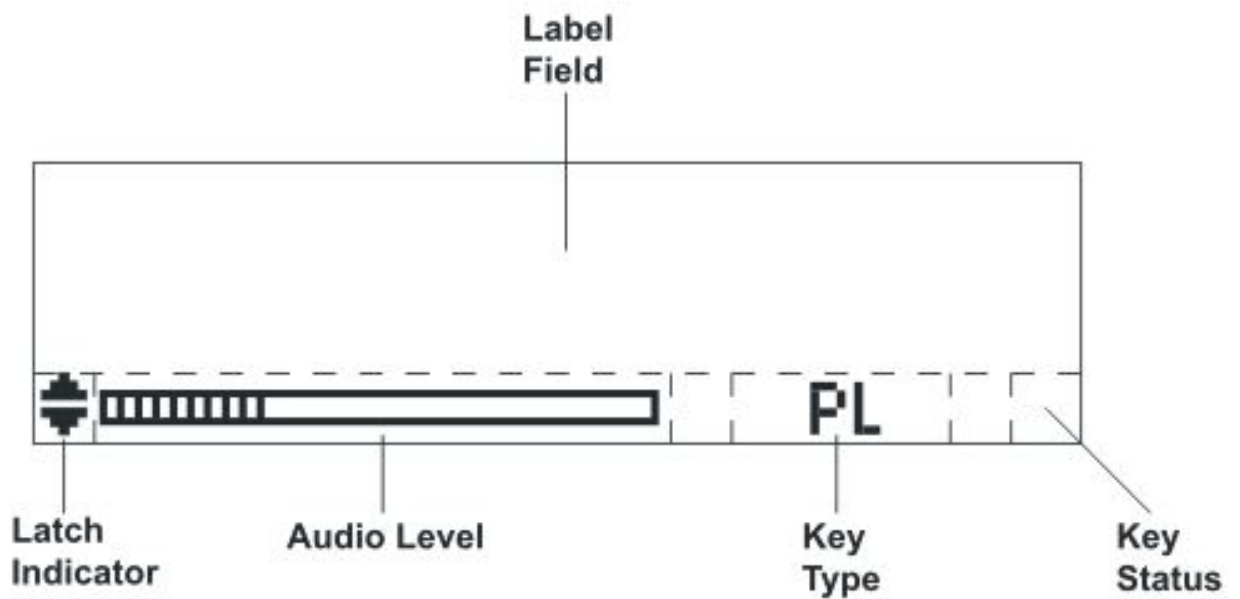 Label
Field
PL
Latch
Indicator
Audio Level
Key
Type
Key
Status